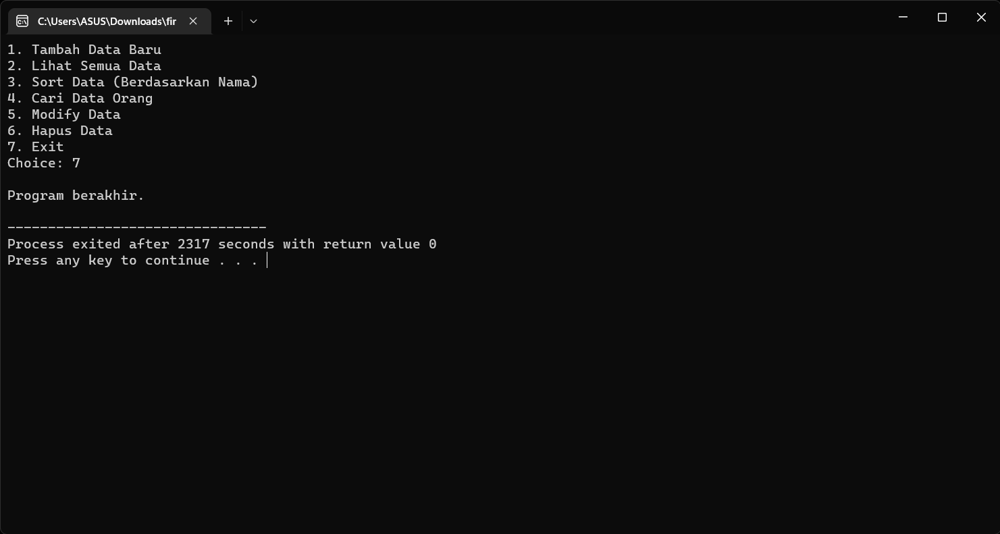 C:\Users\ASUS\Downloads\fir
1. Tambah Data Baru
2. Lihat Semua Data
3. Sort Data (Berdasarkan Nama)
4. Cari Data Orang
5. Modify Data
6. Hapus Data
7. Exit
Choice: 7
Program berakhir.
--------------------------------
Process exited after 2317 seconds with return value 0
Press any key to continue . . .